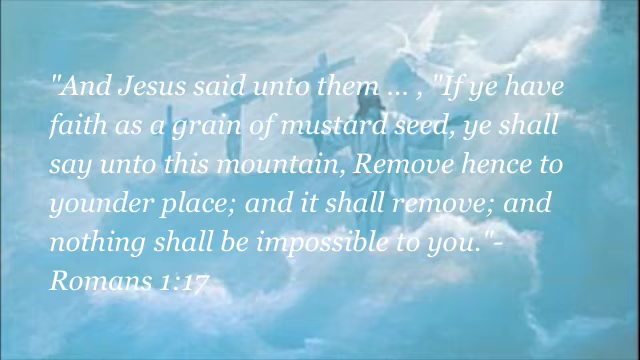 "And Jesus said unto them ... , "If ye have
faith as a grain of mustard seed, ye shall
say unto this mountain, Remove hence to
younder place; and it shall remove; and
nothing shall be impossible to you."-
Romans 1:17